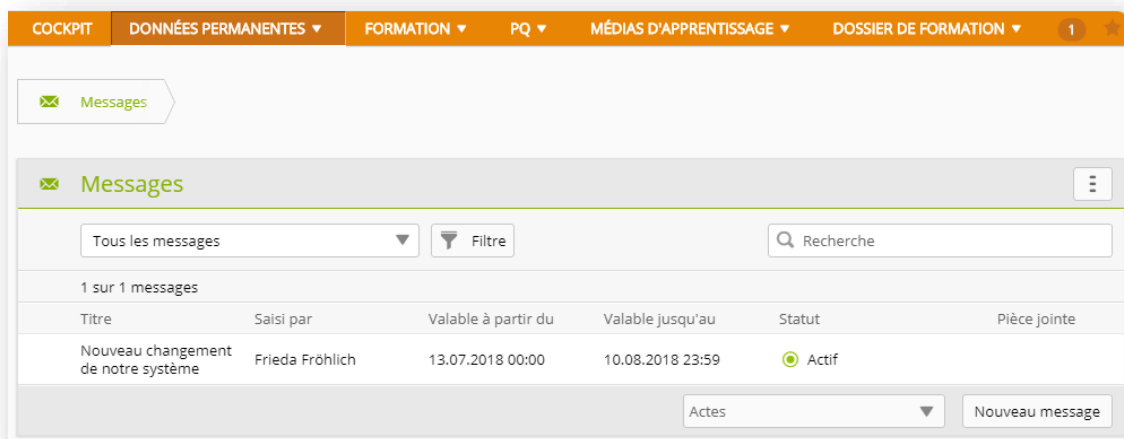 COCKPIT DONNÉES PERMANENTES ▼ FORMATION ▼ PQ ▼ MÉDIAS D'APPRENTISSAGE ▼ DOSSIER DE FORMATION ▼ 1
Messages
Messages
Tous les messages ▼ Filtre Recherche
1 sur 1 messages
Titre Saisi par Valable à partir du Valable jusqu'au Statut Pièce jointe
Nouveau changement
de notre système Frieda Fröhlich 13.07.2018 00:00 10.08.2018 23:59 Actif
Actes ▼ Nouveau message